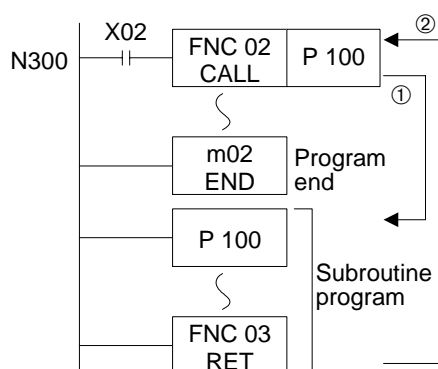 X02
②
N300
FNC 02
CALL
P 100
①
m02
END
Program
end
P 100
Subroutine
program
FNC 03
RET